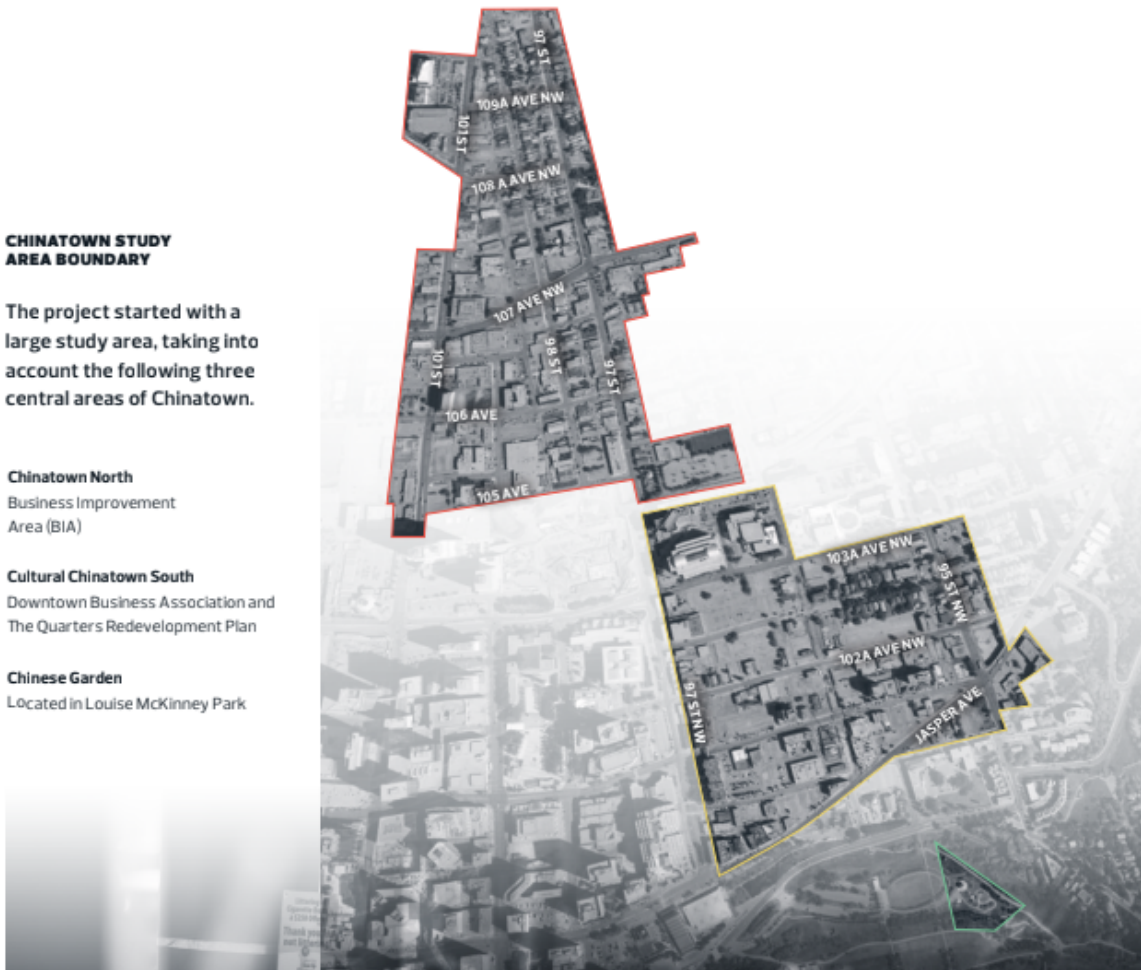 CHINATOWN STUDY
AREA BOUNDARY
The project started with a
large study area, taking into
account the following three
central areas of Chinatown.
Chinatown North
Business Improvement
Area (BIA)
Cultural Chinatown South
Downtown Business Association and
The Quarters Redevelopment Plan
Chinese Garden
Located in Louise McKinney Park
97 ST
109A AVE NW
101 ST
108 A AVE NW
107 AVE NW
101 ST
98 ST
97 ST
106 AVE
105 AVE
103A AVE NW
95 ST NW
102A AVE NW
97 ST NW
JASPER AVE
Thank you